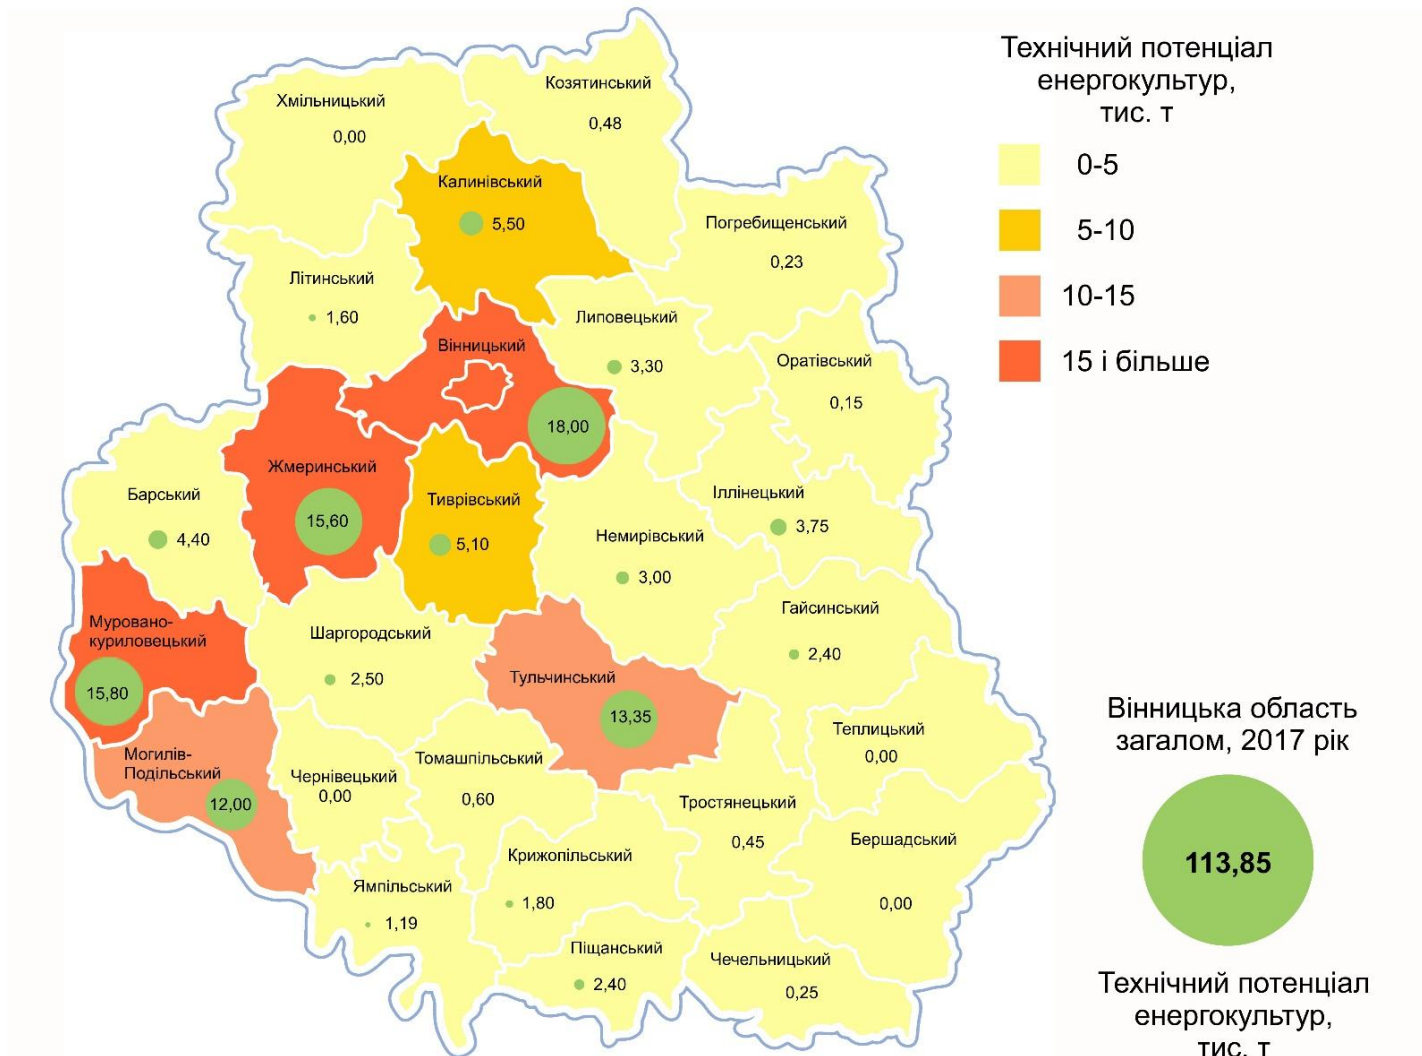 Технічний потенціал
енергокультур,
тис. т
0-5
5-10
10-15
15 і більше
Хмільницький
0,00
Козятинський
0,48
Калинівський
5,50
Погребищенський
0,23
Літинський
1,60
Липовецький
3,30
Вінницький
18,00
Оратівський
0,15
Жмеринський
15,60
Барський
4,40
Тиврівський
5,10
Іллінецький
3,75
Немирівський
3,00
Гайсинський
2,40
Муровано-
куриловецький
15,80
Шаргородський
2,50
Тульчинський
13,35
Могилів-
Подільський
12,00
Чернівецький
0,00
Томашпільський
0,60
Теплицький
0,00
Тростянецький
0,45
Бершадський
0,00
Крижопільський
1,80
Ямпільський
1,19
Піщанський
2,40
Чечельницький
0,25
Вінницька область
загалом, 2017 рік
113,85
Технічний потенціал
енергокультур,
тис. т